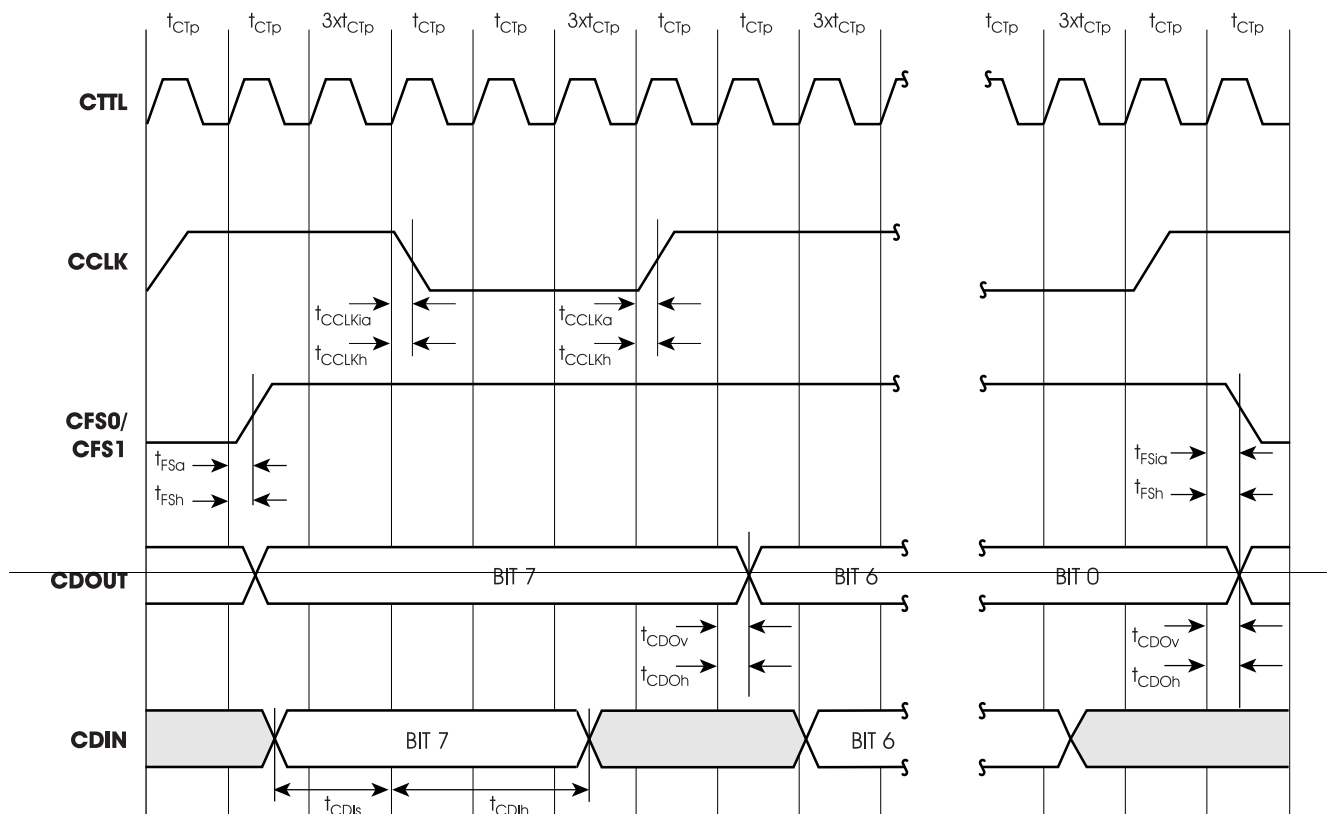 tCTp tCTp 3xtCTp tCTp tCTp 3xtCTp tCTp tCTp 3xtCTp tCTp 3xtCTp tCTp tCTp
CTTL
CCLK
tCCLKia tCCLKa
tCCLKh tCCLKh
CFS0/
CFS1
tFSa tFSia
tFSh tFSh
CDOUT BIT 7 BIT 6 BIT 0
tCDOv tCDOv
tCDOh tCDOh
CDIN BIT 7 BIT 6
tCDIs tCDIh